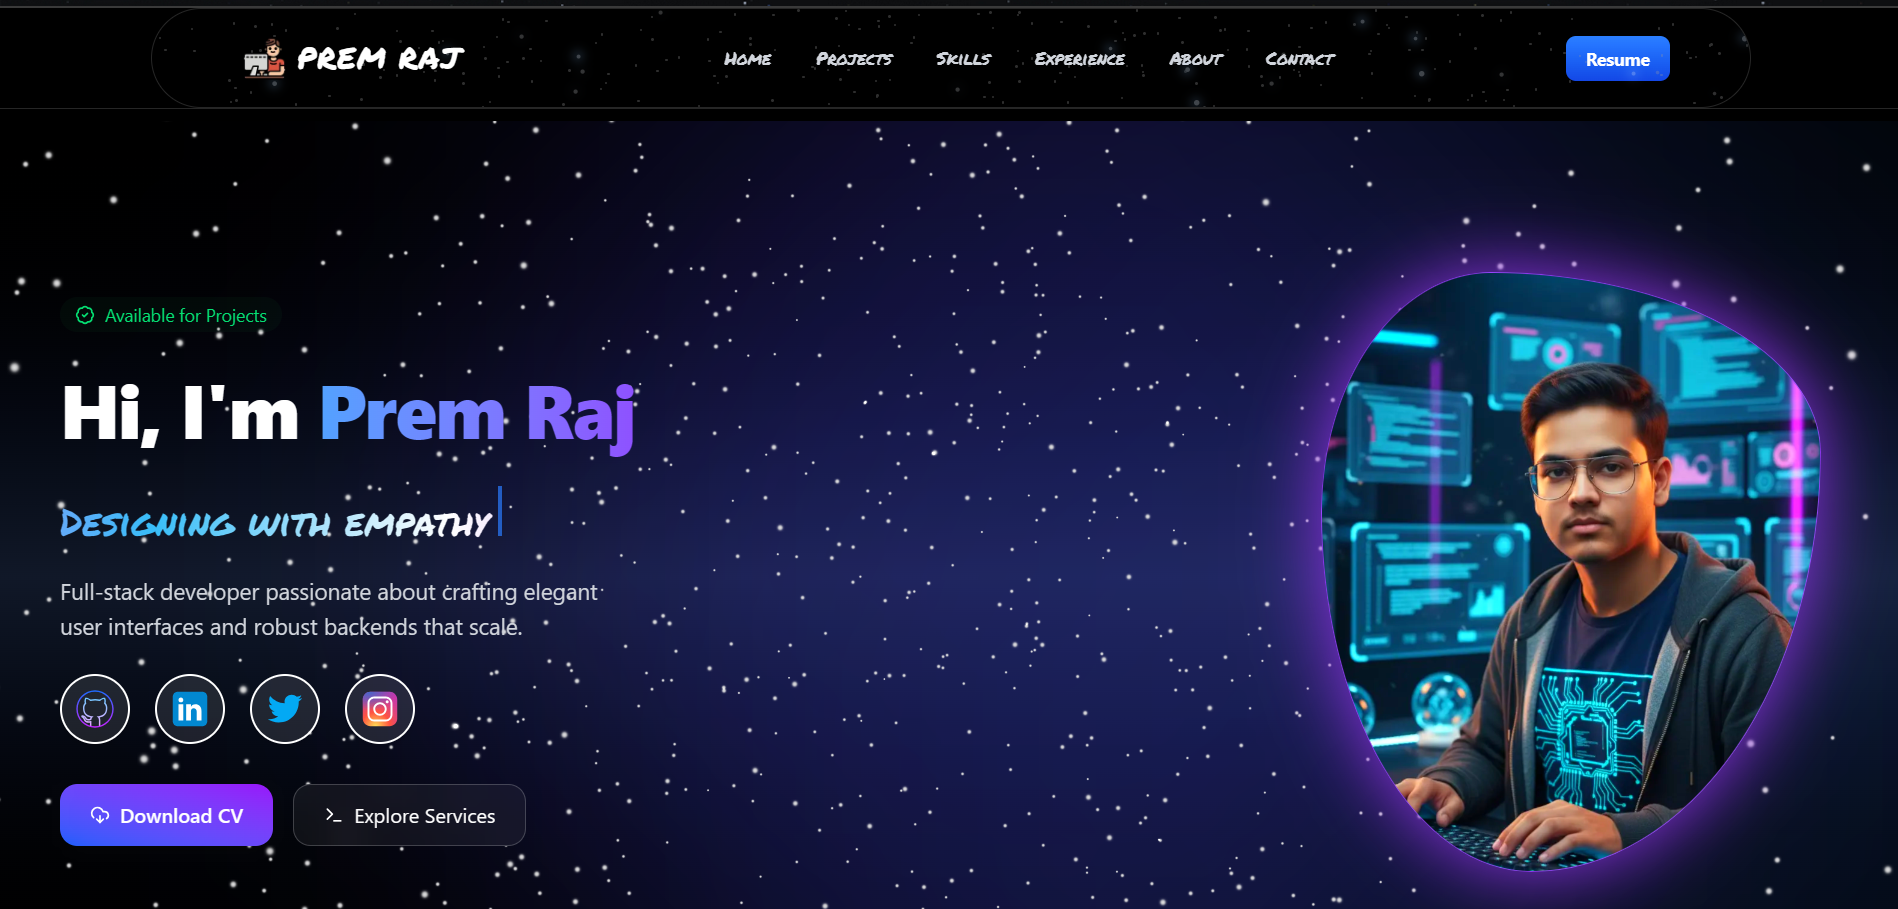 PREM RAJ
Home Projects Skills Experience About Contact
Resume
Available for Projects
Hi, I'm Prem Raj
Designing with empathy
Full-stack developer passionate about crafting elegant
user interfaces and robust backends that scale.
in
Download CV
Explore Services